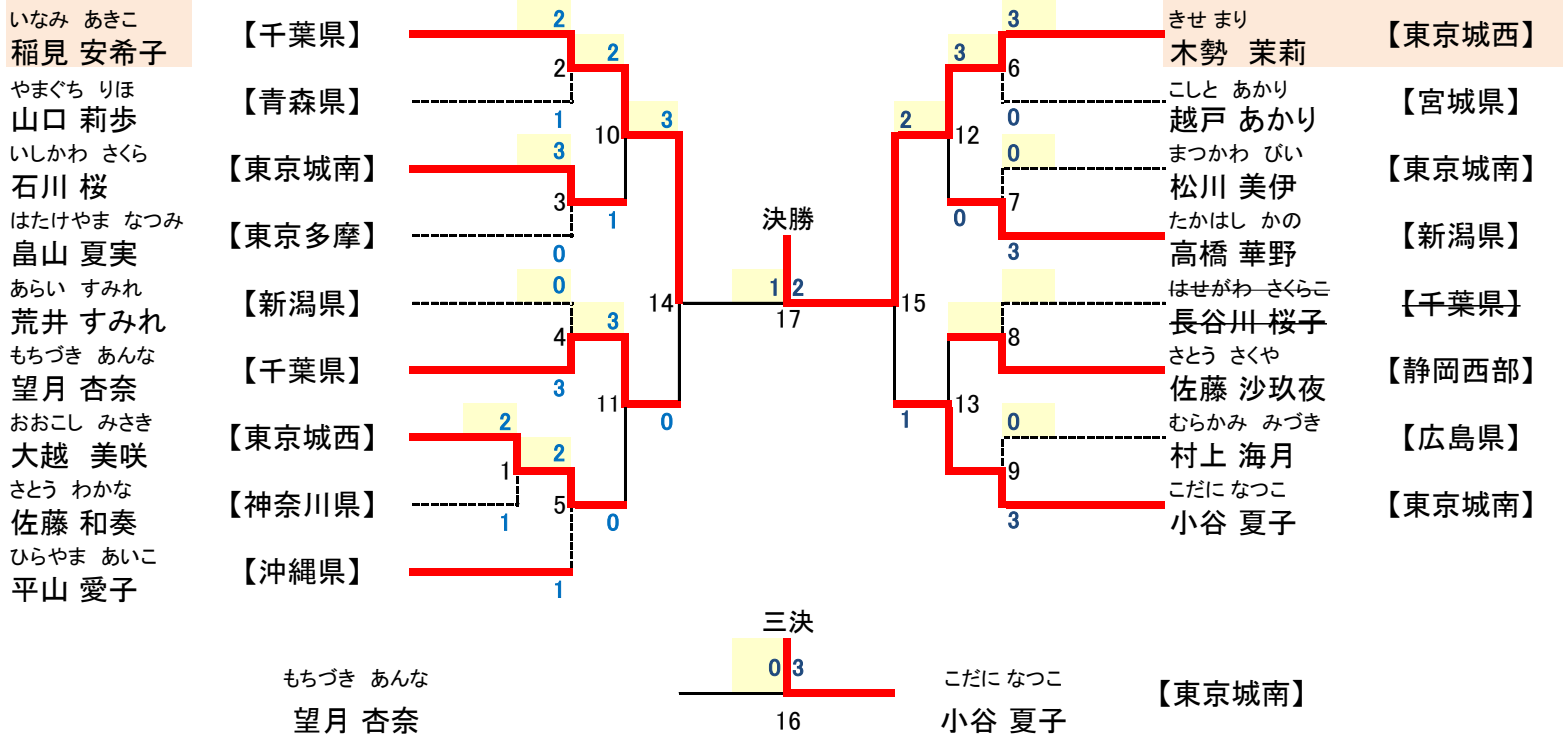 いなみ あきこ
稲見 安希子
【千葉県】
やまぐち りほ
山口 莉歩
【青森県】
いしかわ さくら
石川 桜
【東京城南】
はたけやま なつみ
畠山 夏実
【東京多摩】
あらい すみれ
荒井 すみれ
【新潟県】
もちづき あんな
望月 杏奈
【千葉県】
おおこし みさき
大越 美咲
【東京城西】
さとう わかな
佐藤 和奏
【神奈川県】
ひらやま あいこ
平山 愛子
【沖縄県】
2
2
2
1
3
10
3
3
1
0
0
14
3
4
3
11
0
2
2
1
5
1
0
1
決勝
1 2
17
3
3
6
0
2
12
0
7
0
3
15
8
13
1
0
9
3
きせ まり
木勢 茉莉
【東京城西】
こしと あかり
越戸 あかり
【宮城県】
まつかわ びい
松川 美伊
【東京城南】
たかはし かの
高橋 華野
【新潟県】
はせがわ さくらこ
長谷川 桜子
【千葉県】
さとう さくや
佐藤 沙玖夜
【静岡西部】
むらかみ みづき
村上 海月
【広島県】
こだに なつこ
小谷 夏子
【東京城南】
三決
0 3
16
もちづき あんな
望月 杏奈
こだに なつこ
小谷 夏子
【東京城南】